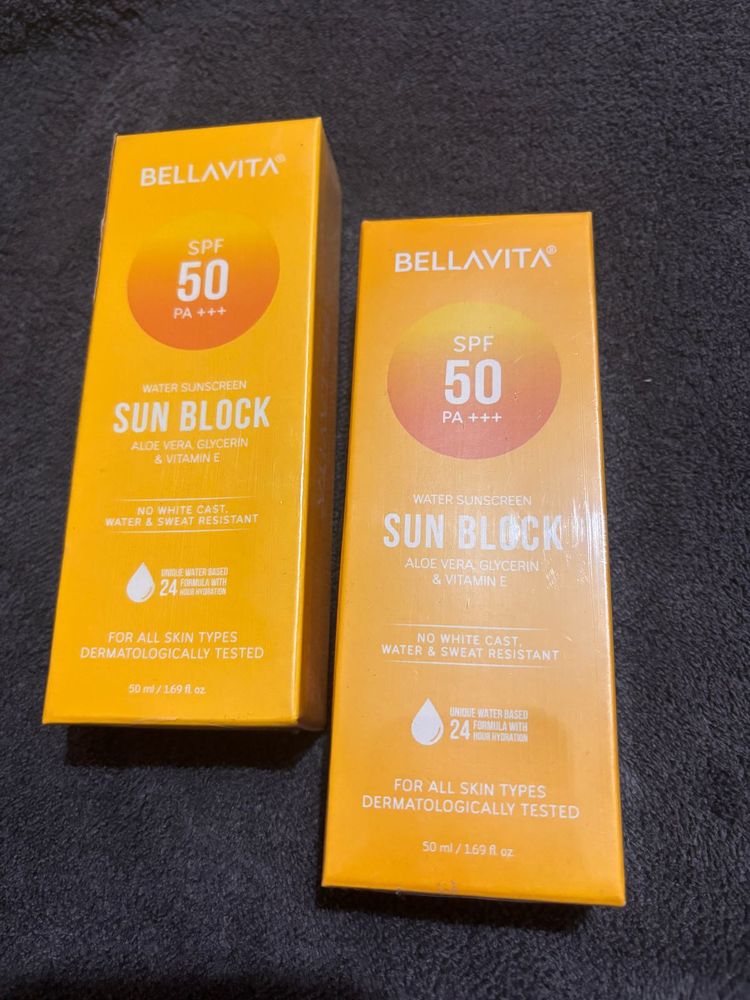 BELLAVITA®
SPF
50
PA +++
WATER SUNSCREEN
SUN BLOCK
ALOE VERA, GLYCERIN
& VITAMIN E
NO WHITE CAST,
WATER & SWEAT RESISTANT
UNIQUE WATER BASED
24 FORMULA WITH
HOUR HYDRATION
FOR ALL SKIN TYPES
DERMATOLOGICALLY TESTED
50 ml / 1.69 fl. oz.
BELLAVITA®
SPF
50
PA +++
WATER SUNSCREEN
SUN BLOCK
ALOE VERA, GLYCERIN
& VITAMIN E
NO WHITE CAST,
WATER & SWEAT RESISTANT
UNIQUE WATER BASED
24 FORMULA WITH
HOUR HYDRATION
FOR ALL SKIN TYPES
DERMATOLOGICALLY TESTED
50 ml / 1.69 fl. oz.